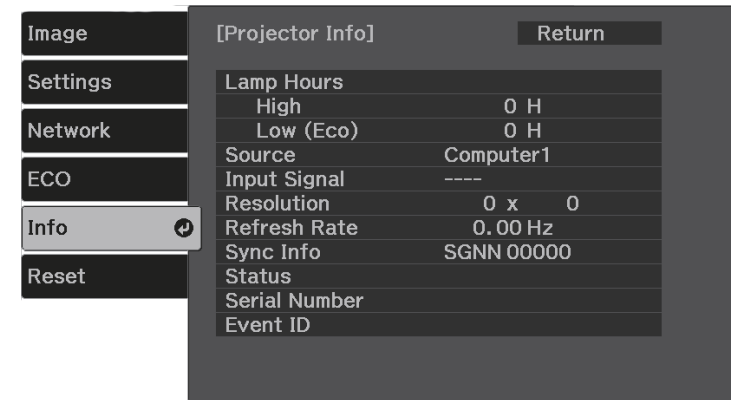 Image
Settings
Network
ECO
Info
Reset
[Projector Info] Return
Lamp Hours
High 0 H
Low (Eco) 0 H
Source Computer1
Input Signal ----
Resolution 0 x 0
Refresh Rate 0.00 Hz
Sync Info SGNN 00000
Status
Serial Number
Event ID